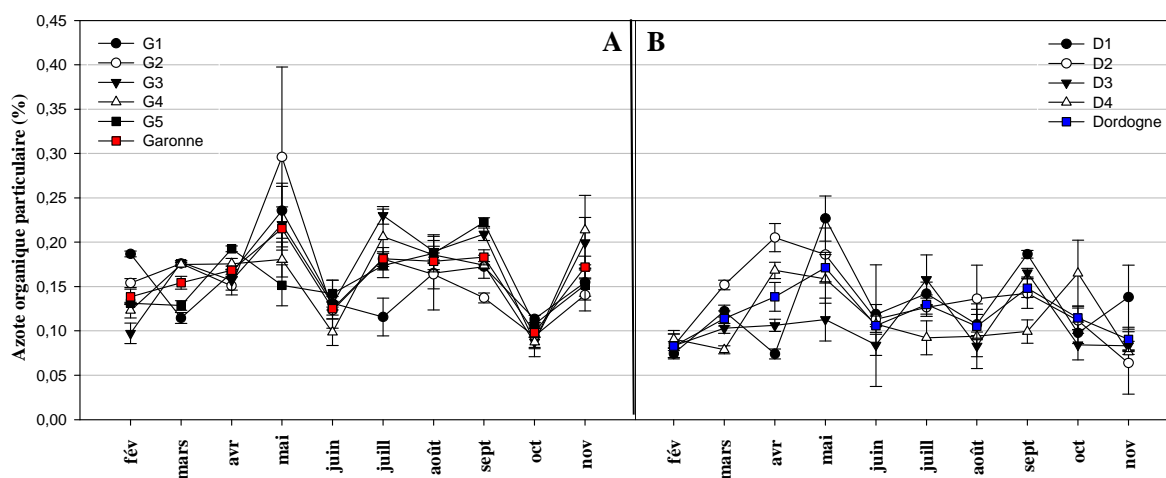 Azote organique particulaire (%)
0,45
0,40
0,35
0,30
0,25
0,20
0,15
0,10
0,05
0,00
G1
G2
G3
G4
G5
Garonne
A
fév
mars
avr
mai
juin
juill
août
sept
oct
nov
B
D1
D2
D3
D4
Dordogne
fév
mars
avr
mai
juin
juill
août
sept
oct
nov